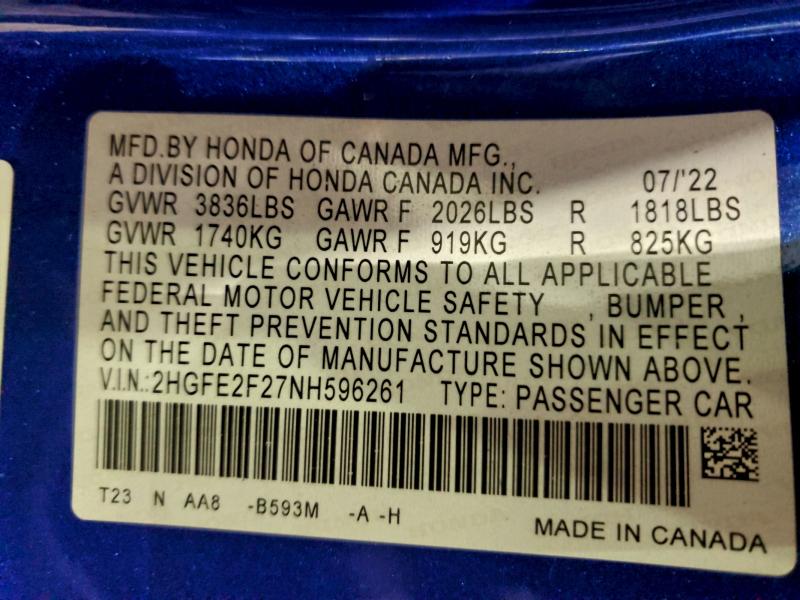 MFD.BY HONDA OF CANADA MFG.,
A DIVISION OF HONDA CANADA INC. 07/'22
GVWR 3836LBS GAWR F 2026LBS R 1818LBS
GVWR 1740KG GAWR F 919KG R 825KG
THIS VEHICLE CONFORMS TO ALL APPLICABLE
FEDERAL MOTOR VEHICLE SAFETY , BUMPER ,
AND THEFT PREVENTION STANDARDS IN EFFECT
ON THE DATE OF MANUFACTURE SHOWN ABOVE.
V.I.N.:2HGFE2F27NH596261 TYPE: PASSENGER CAR
T23 N AA8 -B593M -A -H
MADE IN CANADA